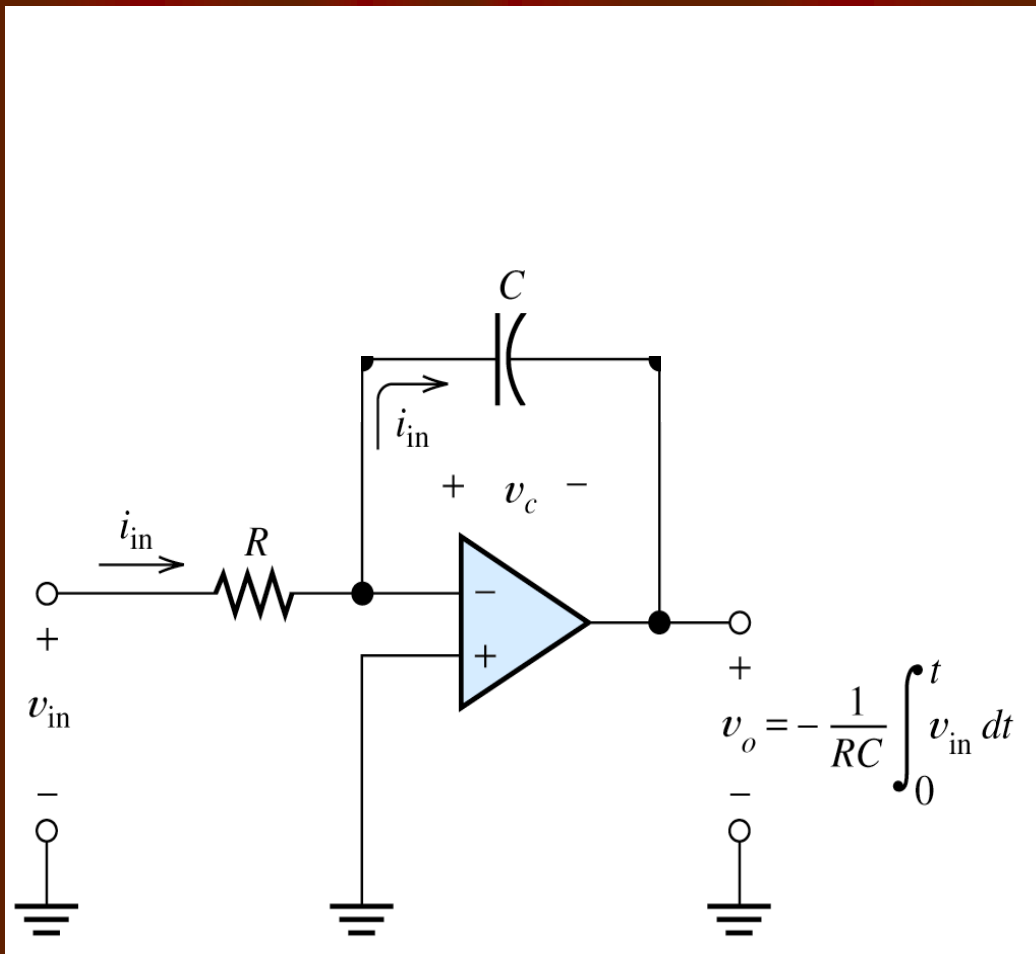 C
i_in
+ v_c −
i_in
R
−
+
+
v_in
−
+
v_o = − 1/RC ∫_0^t v_in dt
−